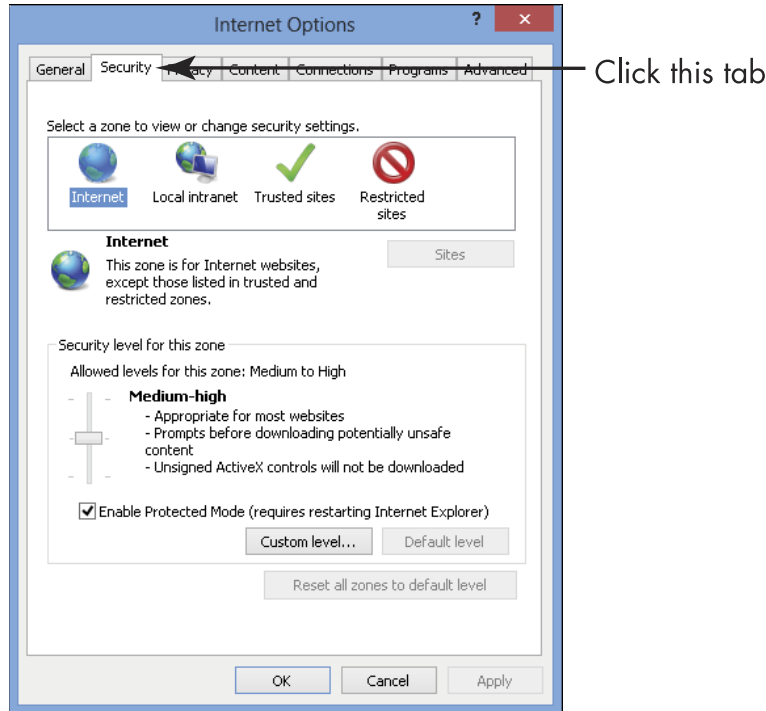 Internet Options
?
General Security Privacy Content Connections Programs Advanced
Click this tab
Select a zone to view or change security settings.
Internet Local intranet Trusted sites Restricted
sites
Internet
Sites
This zone is for Internet websites,
except those listed in trusted and
restricted zones.
Security level for this zone
Allowed levels for this zone: Medium to High
Medium-high
- Appropriate for most websites
- Prompts before downloading potentially unsafe
content
- Unsigned ActiveX controls will not be downloaded
Enable Protected Mode (requires restarting Internet Explorer)
Custom level... Default level
Reset all zones to default level
OK Cancel Apply